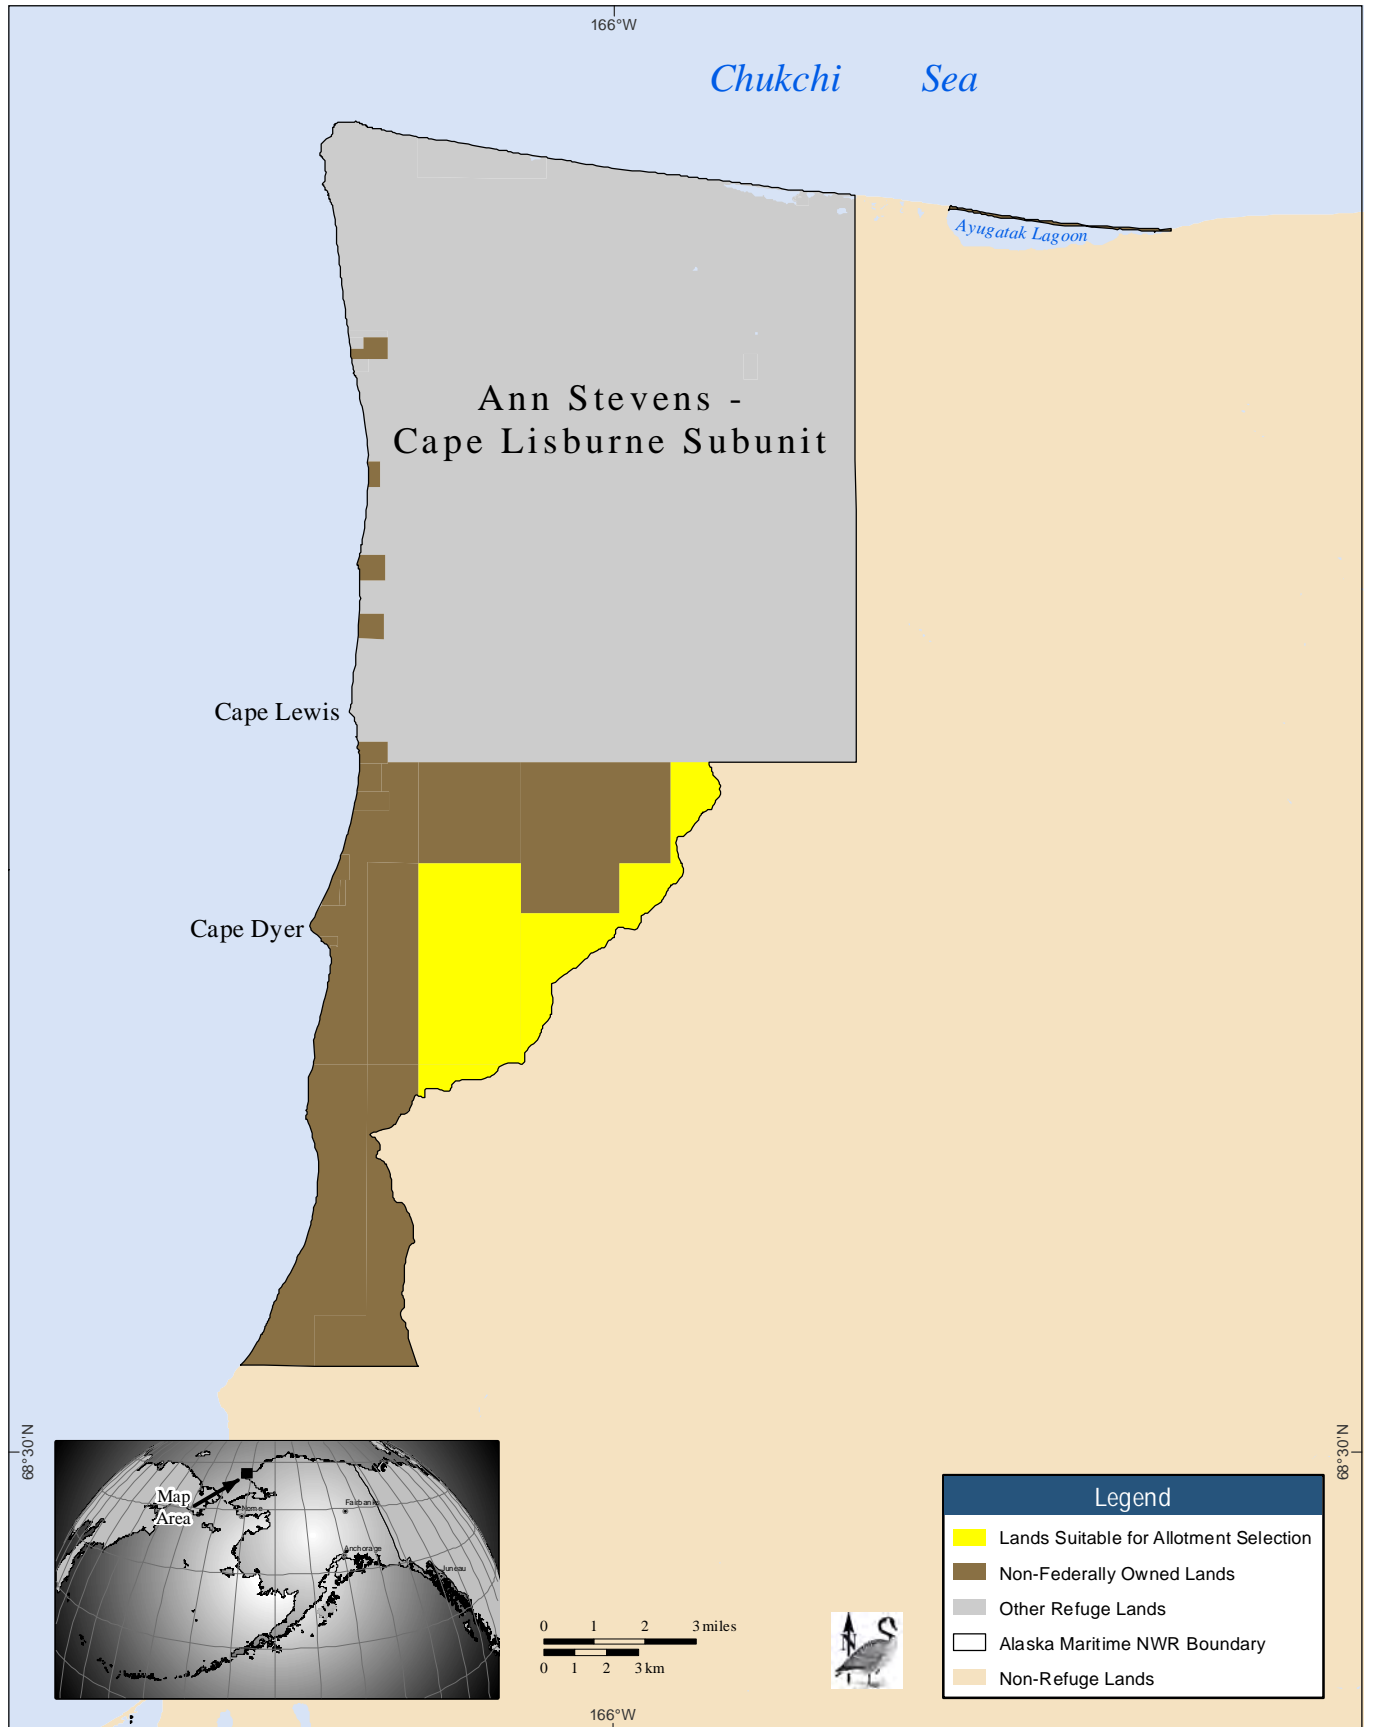 166°W
Chukchi Sea
Ayugatak Lagoon
Ann Stevens -
Cape Lisburne Subunit
Cape Lewis
Cape Dyer
68°30'N
68°30'N
Map
Area
Nome
Fairbanks
Anchorage
Juneau
0 1 2 3 miles
0 1 2 3 km
N
Legend
Lands Suitable for Allotment Selection
Non-Federally Owned Lands
Other Refuge Lands
Alaska Maritime NWR Boundary
Non-Refuge Lands
166°W